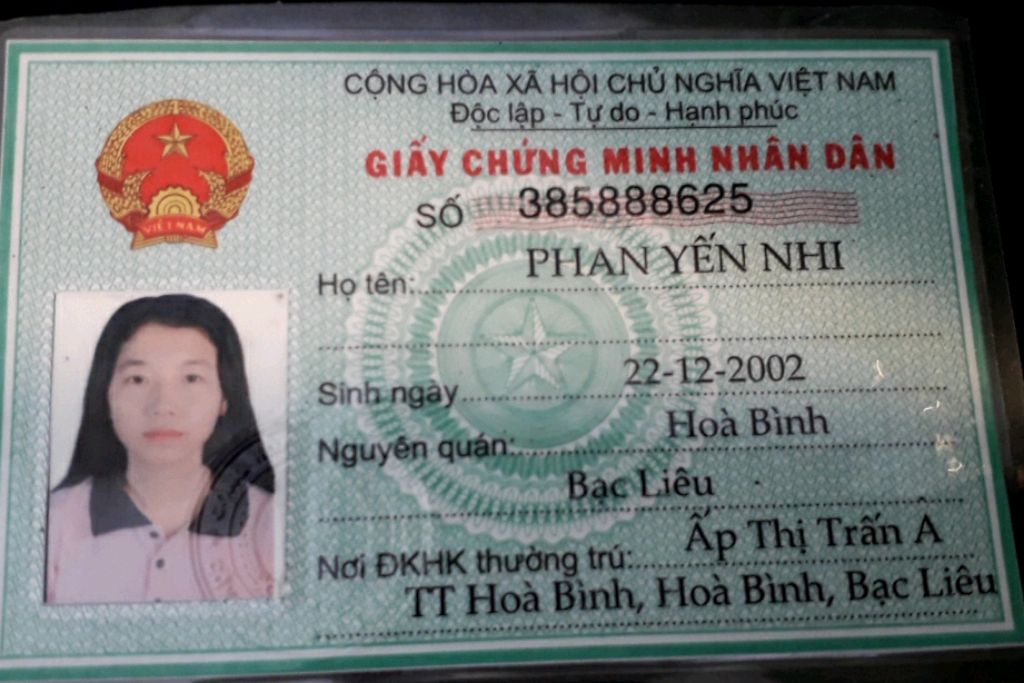 CỘNG HÒA XÃ HỘI CHỦ NGHĨA VIỆT NAM
Độc lập - Tự do - Hạnh phúc
GIẤY CHỨNG MINH NHÂN DÂN
SỐ 385888625
VIỆT NAM
Họ tên: PHAN YẾN NHI
Sinh ngày 22-12-2002
Nguyên quán: Hoà Bình
Bạc Liêu
Nơi ĐKHK thường trú: Ấp Thị Trấn A
TT Hoà Bình, Hoà Bình, Bạc Liêu